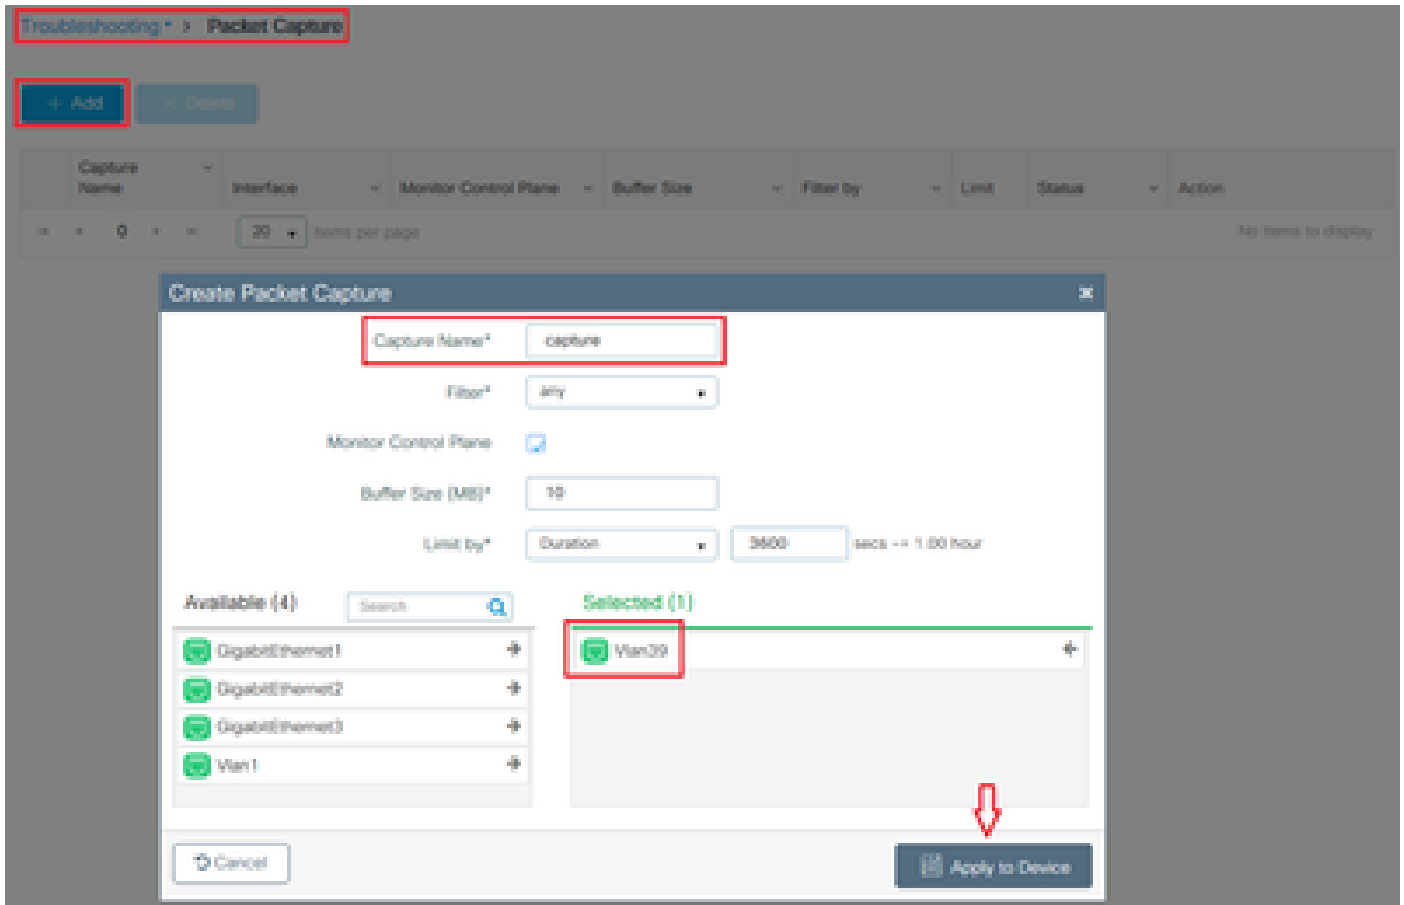 Troubleshooting > Packet Capture
+ Add × Delete
Capture Name Interface Monitor Control Plane Buffer Size Filter by Limit Status Action
0 20 items per page No items to display
Create Packet Capture ×
Capture Name* capture
Filter* any
Monitor Control Plane
Buffer Size (MB)* 10
Limit by* Duration 3600 secs ~= 1.00 hour
Available (4) Search Selected (1)
GigabitEthernet1 Vlan39
GigabitEthernet2
GigabitEthernet3
Vlan1
Cancel Apply to Device